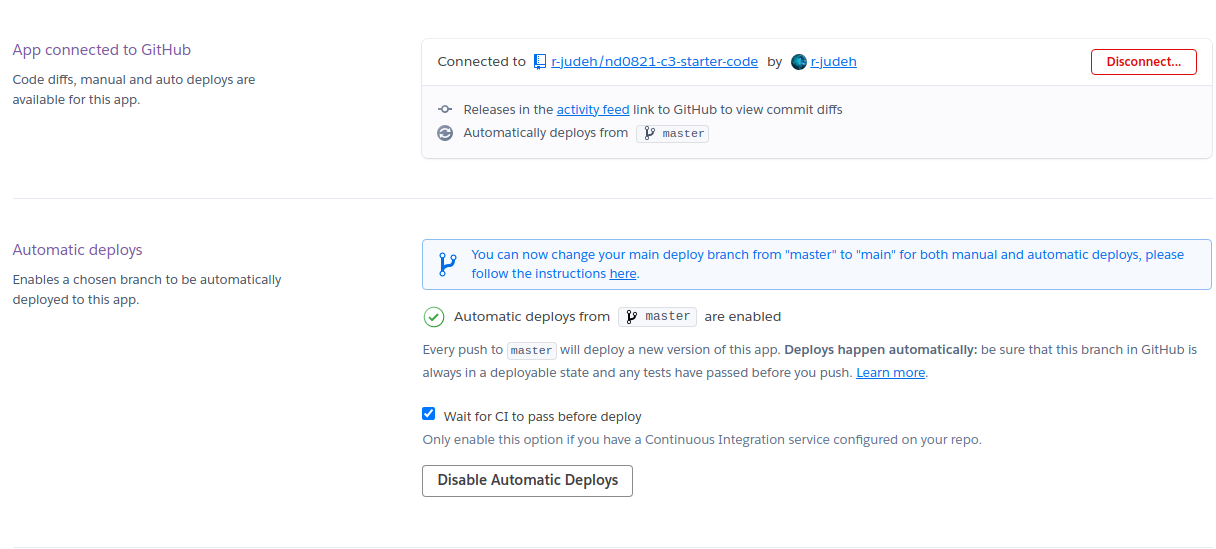 App connected to GitHub
Code diffs, manual and auto deploys are
available for this app.
Connected to r-judeh/nd0821-c3-starter-code by r-judeh
Disconnect...
Releases in the activity feed link to GitHub to view commit diffs
Automatically deploys from master
Automatic deploys
Enables a chosen branch to be automatically
deployed to this app.
You can now change your main deploy branch from "master" to "main" for both manual and automatic deploys, please
follow the instructions here.
Automatic deploys from master are enabled
Every push to master will deploy a new version of this app. Deploys happen automatically: be sure that this branch in GitHub is
always in a deployable state and any tests have passed before you push. Learn more.
Wait for CI to pass before deploy
Only enable this option if you have a Continuous Integration service configured on your repo.
Disable Automatic Deploys